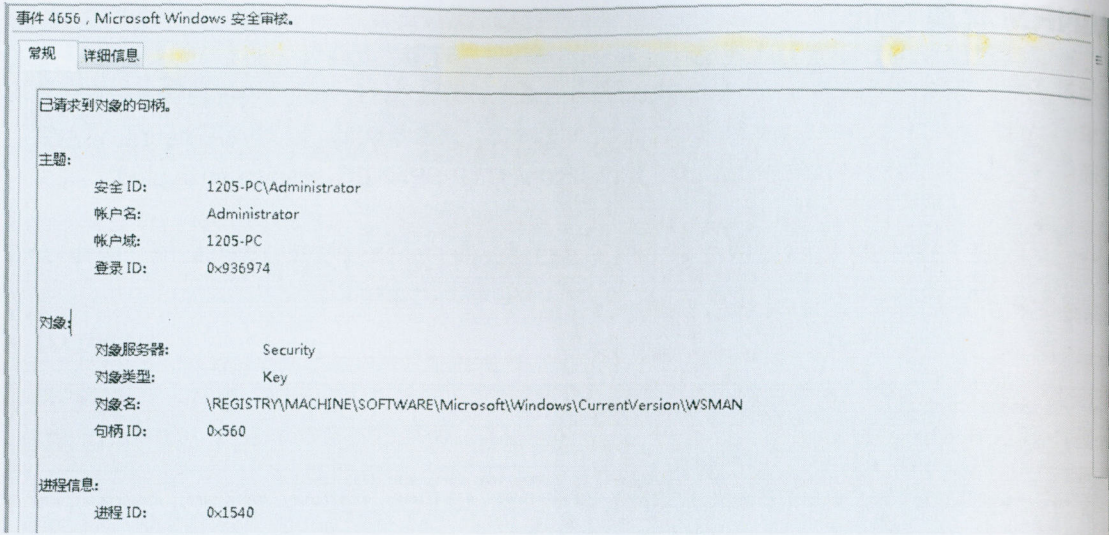 事件 4656，Microsoft Windows 安全审核。
常规 详细信息
已请求到对象的句柄。
主题:
安全 ID: 1205-PC\Administrator
帐户名: Administrator
帐户域: 1205-PC
登录 ID: 0x936974
对象:
对象服务器: Security
对象类型: Key
对象名: \REGISTRY\MACHINE\SOFTWARE\Microsoft\Windows\CurrentVersion\WSMAN
句柄 ID: 0x560
进程信息:
进程 ID: 0x1540